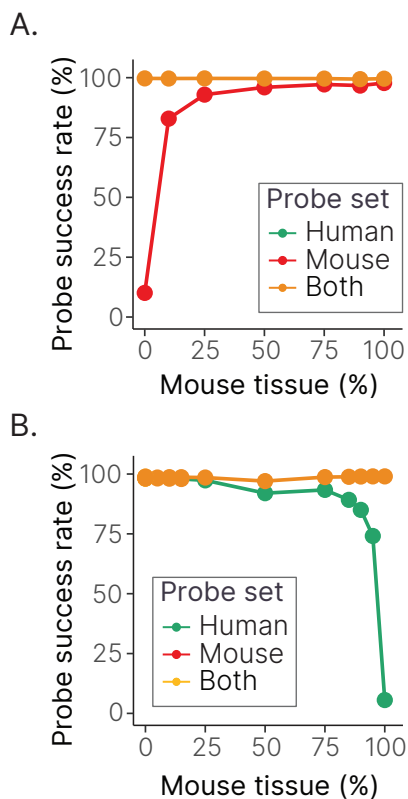 A.
Probe success rate (%)
100
75
50
25
0
Probe set
Human
Mouse
Both
0 25 50 75 100
Mouse tissue (%)
B.
Probe success rate (%)
100
75
50
25
0
Probe set
Human
Mouse
Both
0 25 50 75 100
Mouse tissue (%)